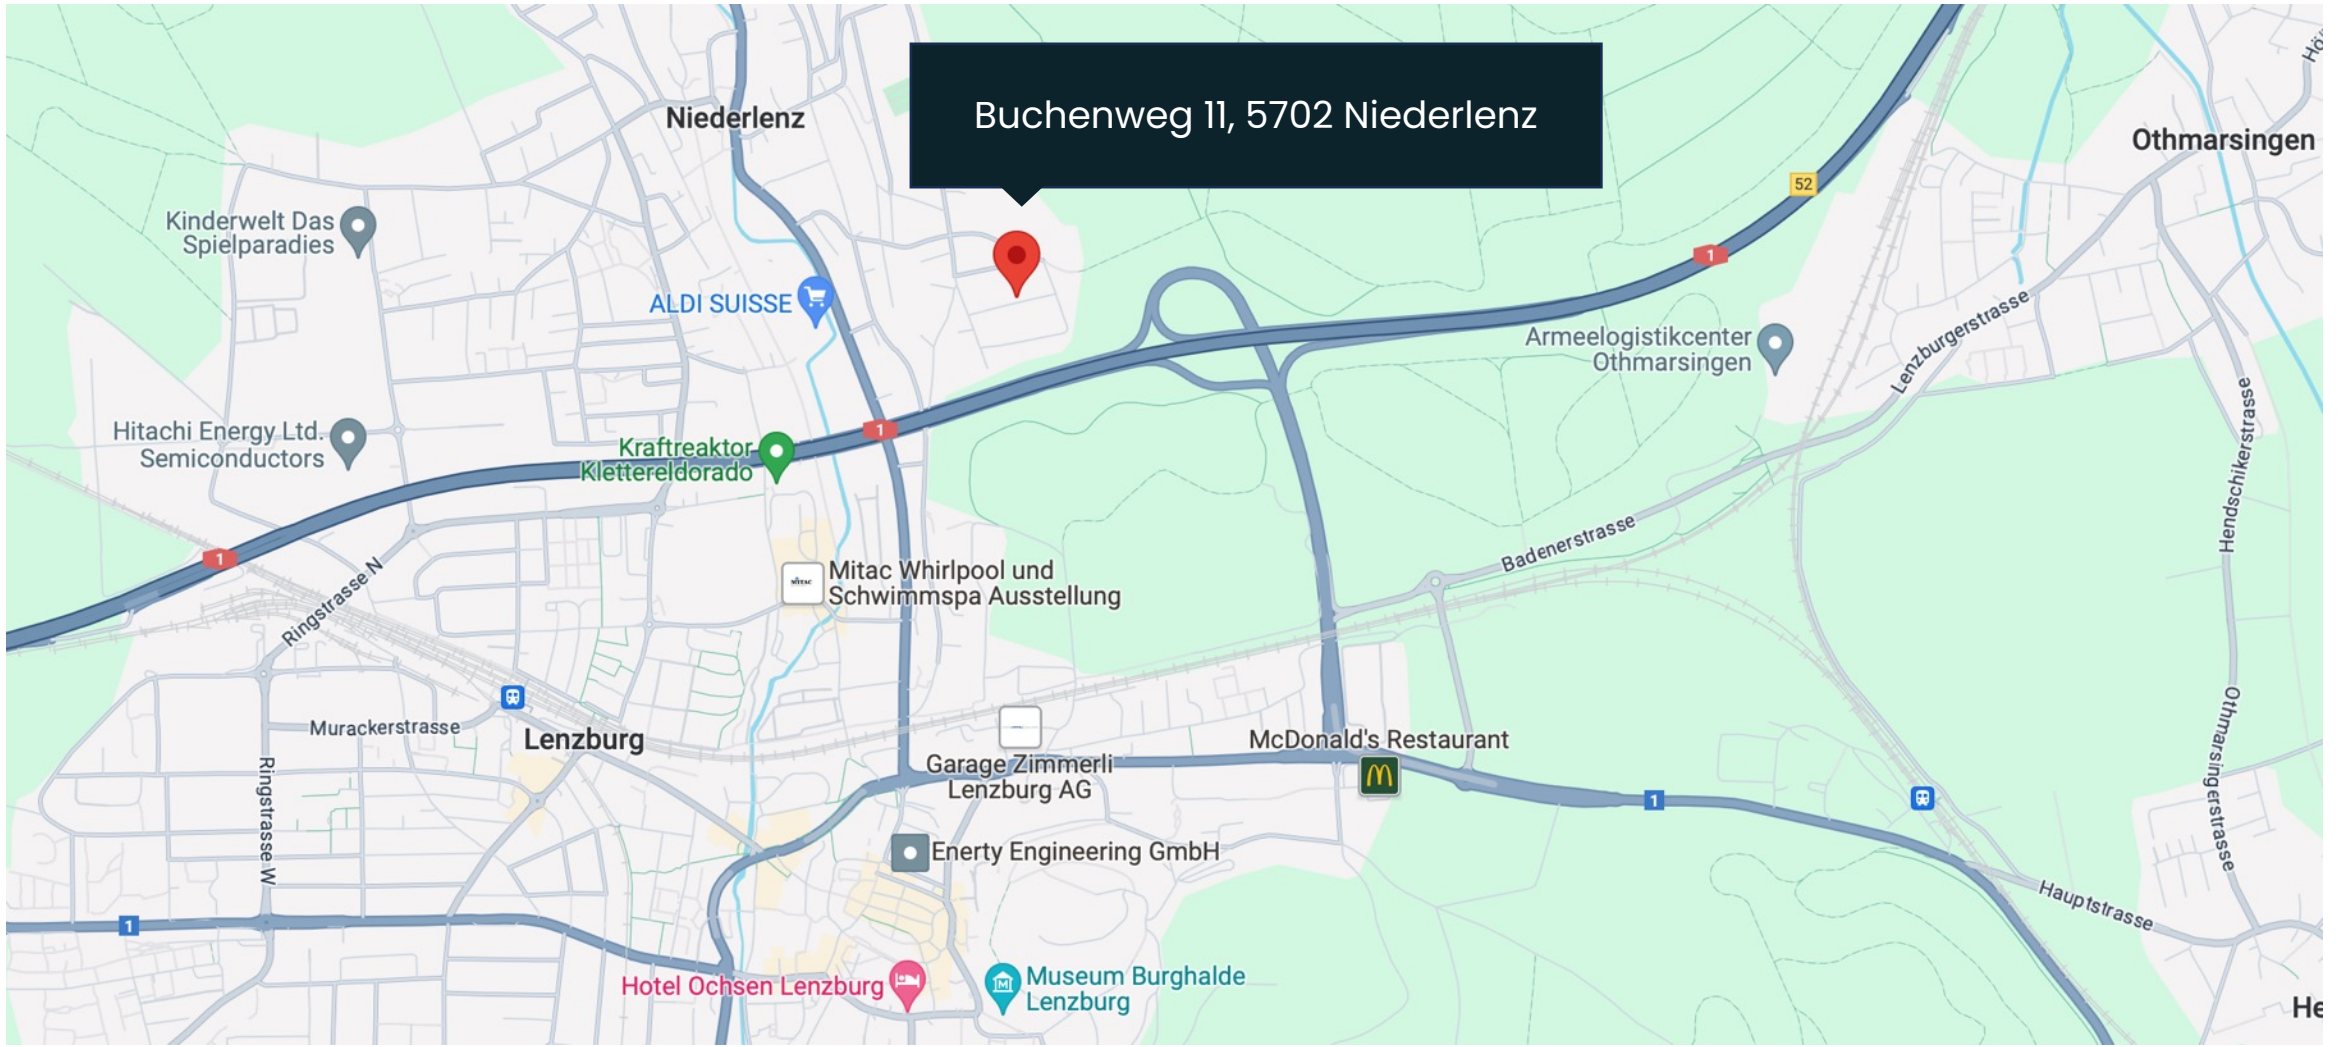 Niederlenz
Buchenweg 11, 5702 Niederlenz
Othmarsingen
52
Kinderwelt Das
Spielparadies
1
ALDI SUISSE
Armeelogistikcenter
Othmarsingen
Lenzburgerstrasse
Hendschikerstrasse
Hitachi Energy Ltd.
Semiconductors
1
Kraftreaktor
Klettereldorado
1
Ringstrasse N
Badenerstrasse
MITAC
Mitac Whirlpool und
Schwimmspa Ausstellung
Murackerstrasse
Lenzburg
Othmarsingerstrasse
McDonald's Restaurant
Garage Zimmerli
Lenzburg AG
Ringstrasse W
1
Enerty Engineering GmbH
Hauptstrasse
1
Hotel Ochsen Lenzburg
Museum Burghalde
Lenzburg
He